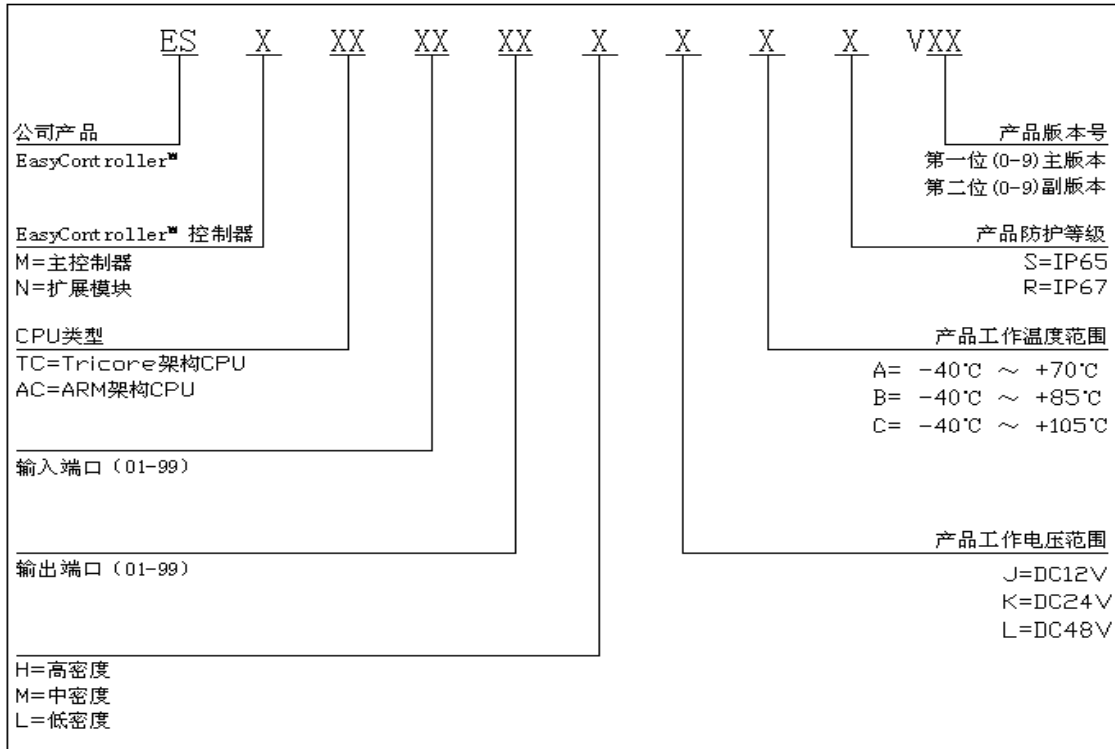 ES X XX XX XX X X X X VXX
公司产品
EasyController™
EasyController™ 控制器
M=主控制器
N=扩展模块
CPU类型
TC=Tricore架构CPU
AC=ARM架构CPU
输入端口（01-99）
输出端口（01-99）
H=高密度
M=中密度
L=低密度
产品版本号
第一位(0-9)主版本
第二位(0-9)副版本
产品防护等级
S=IP65
R=IP67
产品工作温度范围
A= -40℃ ～ +70℃
B= -40℃ ～ +85℃
C= -40℃ ～ +105℃
产品工作电压范围
J=DC12V
K=DC24V
L=DC48V